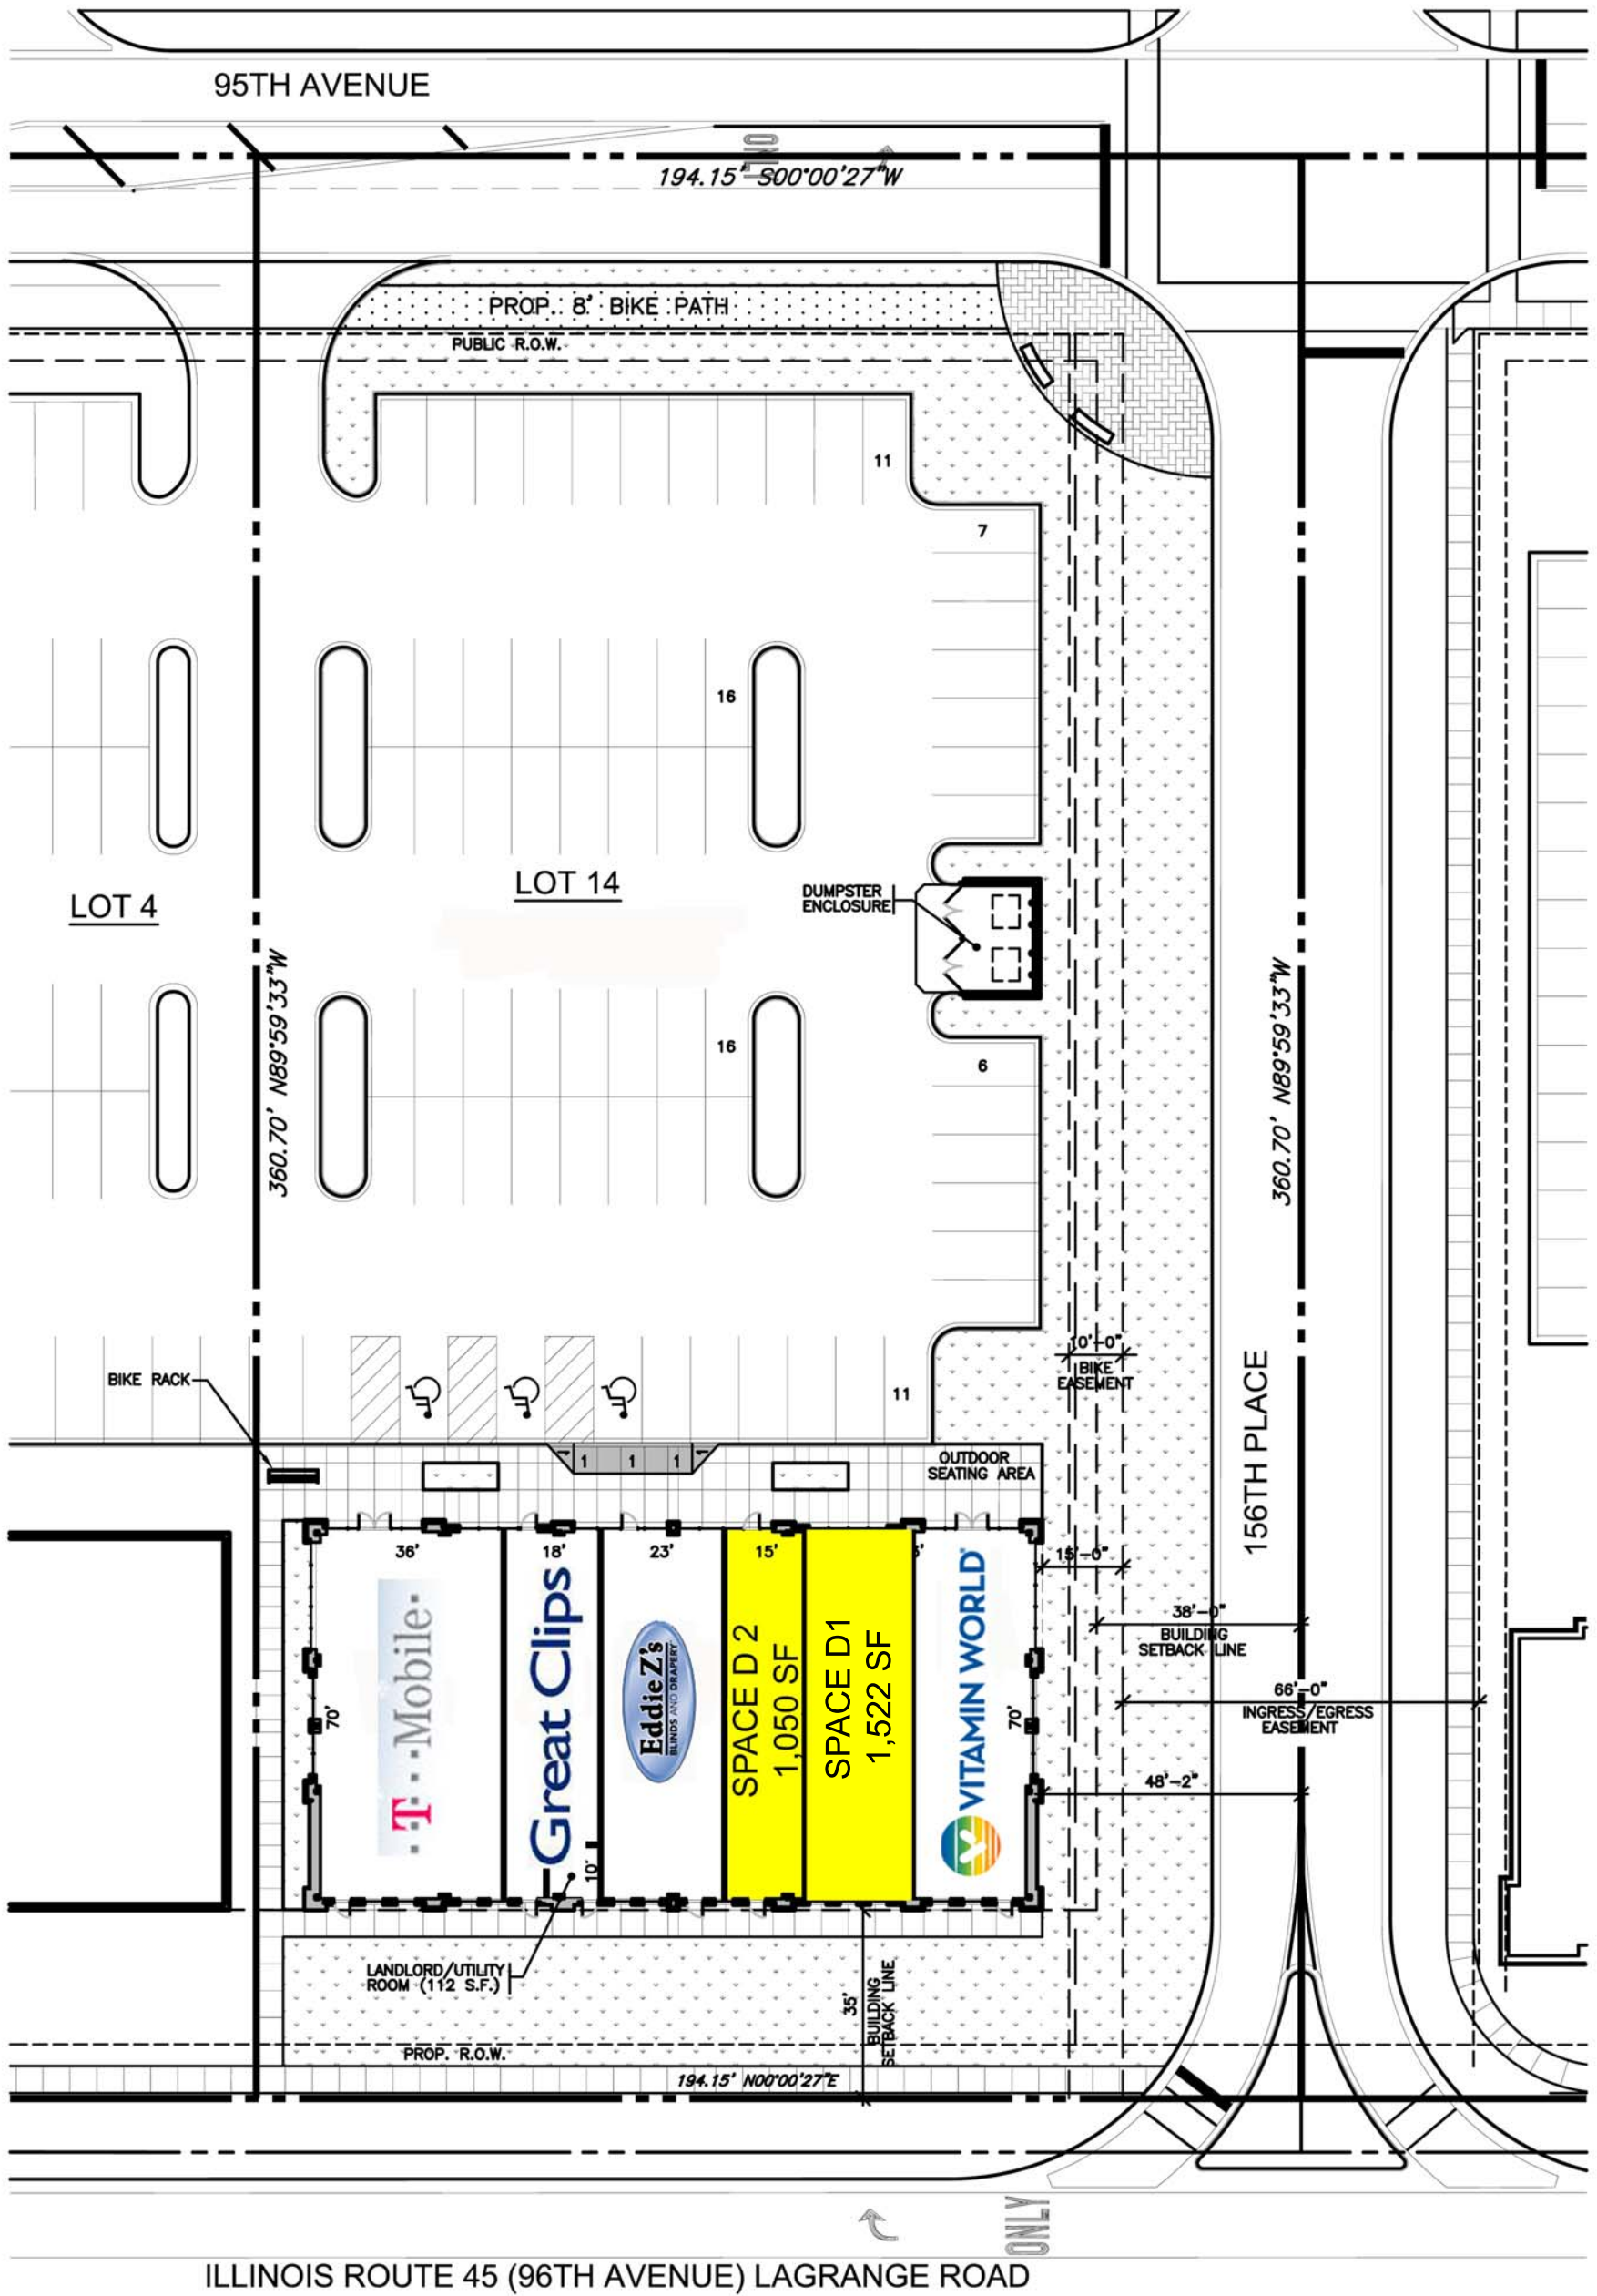 95TH AVENUE
ONLY
194.15' S00°00'27"W
PROP. 8' BIKE PATH
PUBLIC R.O.W.
11
7
16
LOT 14
LOT 4
DUMPSTER
ENCLOSURE
360.70' N89°59'33"W
360.70' N89°59'33"W
16
6
10'-0"
BIKE
EASEMENT
156TH PLACE
BIKE RACK
11
1
1
1
1
1
OUTDOOR
SEATING AREA
36'
18'
23'
15'
15'-0"
T-Mobile
Great Clips
Eddie Z's
BLINDS AND DRAPERY
SPACE D 2
1,050 SF
SPACE D1
1,522 SF
VITAMIN WORLD
70'
70'
10'
38'-0"
BUILDING
SETBACK LINE
66'-0"
INGRESS/EGRESS
EASEMENT
48'-2"
LANDLORD/UTILITY
ROOM (112 S.F.)
35'
BUILDING
SETBACK LINE
PROP. R.O.W.
194.15' N00°00'27"E
ONLY
ILLINOIS ROUTE 45 (96TH AVENUE) LAGRANGE ROAD